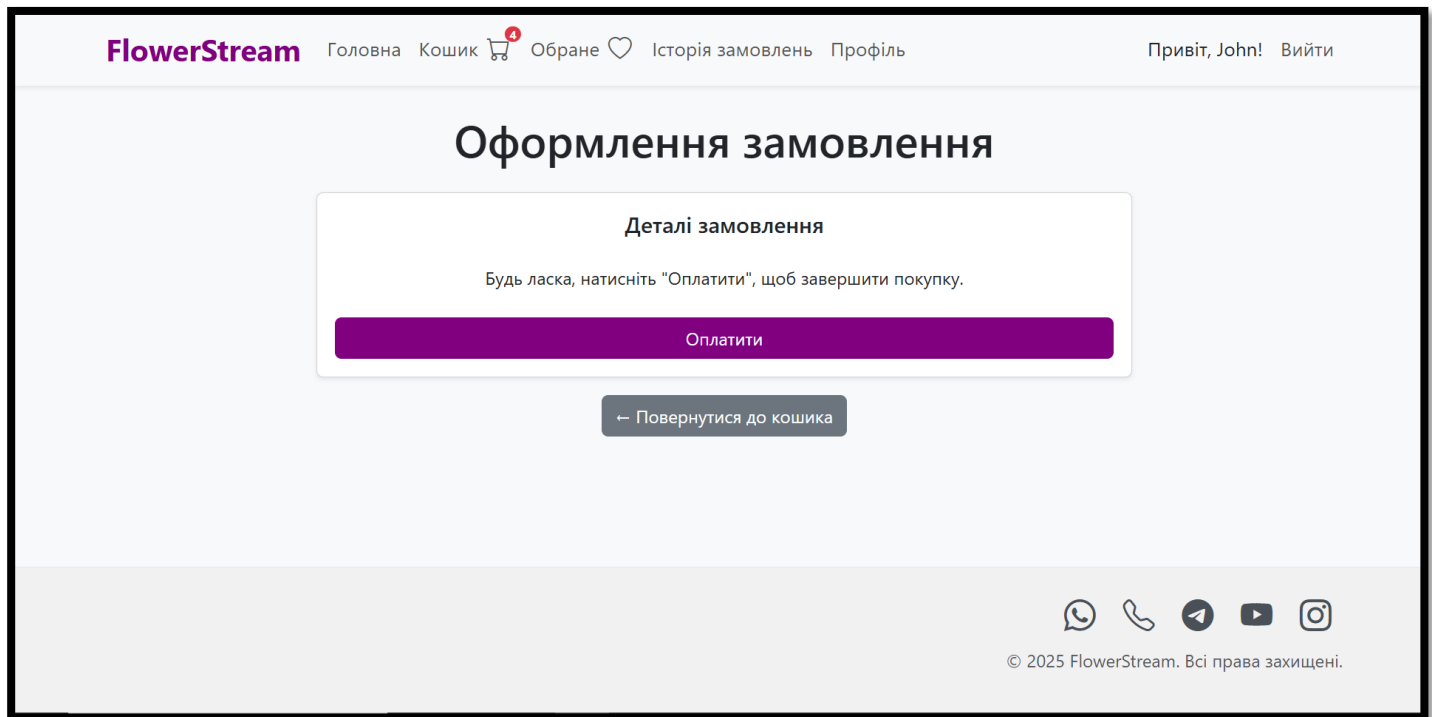 FlowerStream Головна Кошик 4 Обране Історія замовлень Профіль Привіт, John! Вийти
Оформлення замовлення
Деталі замовлення
Будь ласка, натисніть "Оплатити", щоб завершити покупку.
Оплатити
← Повернутися до кошика
© 2025 FlowerStream. Всі права захищені.